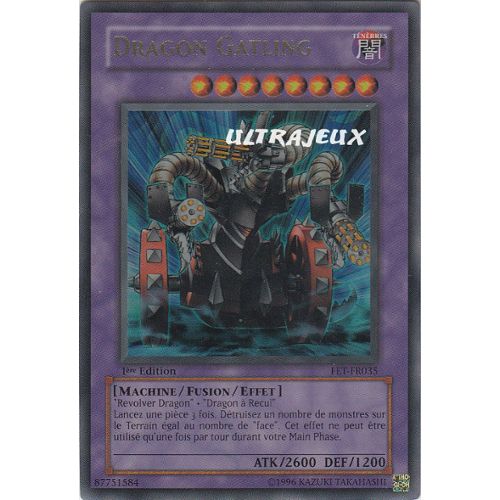 DRAGON GATLING
TÉNÈBRES
闇
ULTRAJEUX
1ère Edition
FET-FR035
[MACHINE / FUSION / EFFET]
"Revolver Dragon" + "Dragon à Recul"
Lancez une pièce 3 fois. Détruisez un nombre de monstres sur
le Terrain égal au nombre de "face". Cet effet ne peut être
utilisé qu'une fois par tour durant votre Main Phase.
ATK/2600 DEF/1200
87751584
©1996 KAZUKI TAKAHASHI